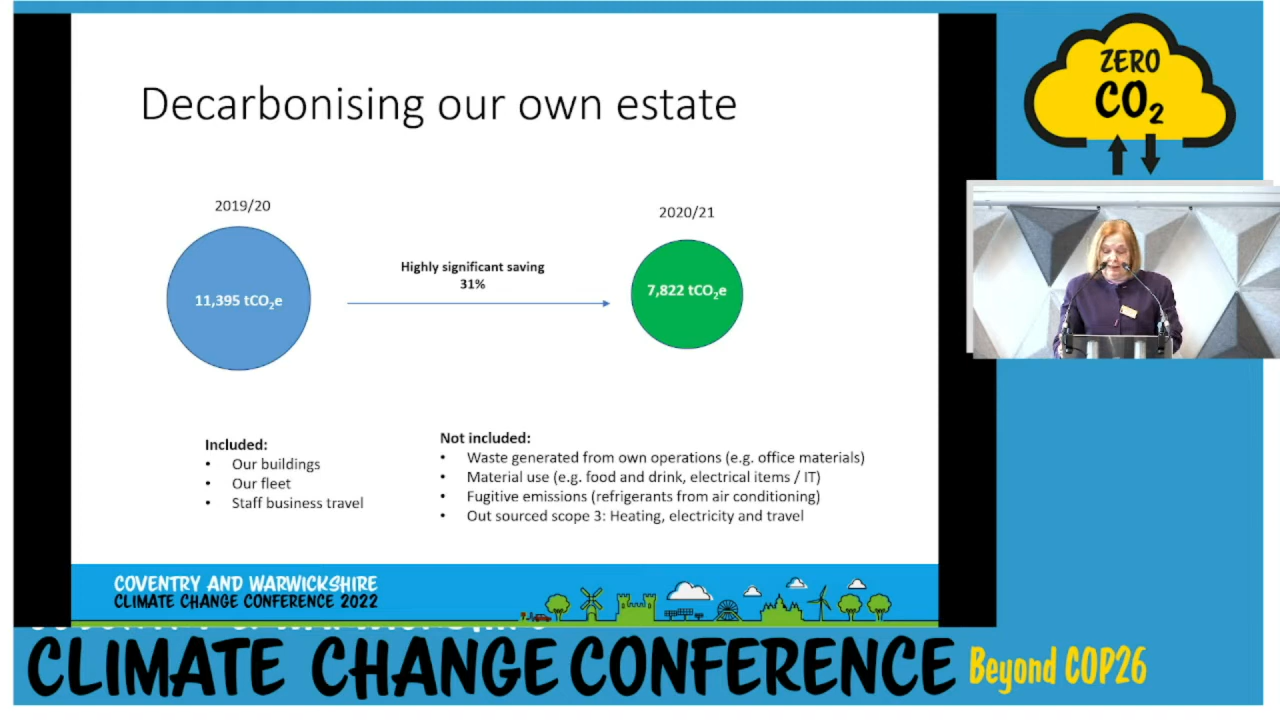 Decarbonising our own estate
2019/20
11,395 tCO₂e
Highly significant saving
31%
2020/21
7,822 tCO₂e
Included:
• Our buildings
• Our fleet
• Staff business travel
Not included:
• Waste generated from own operations (e.g. office materials)
• Material use (e.g. food and drink, electrical items / IT)
• Fugitive emissions (refrigerants from air conditioning)
• Out sourced scope 3: Heating, electricity and travel
COVENTRY AND WARWICKSHIRE
CLIMATE CHANGE CONFERENCE 2022
ZERO
CO₂
CLIMATE CHANGE CONFERENCE Beyond COP26